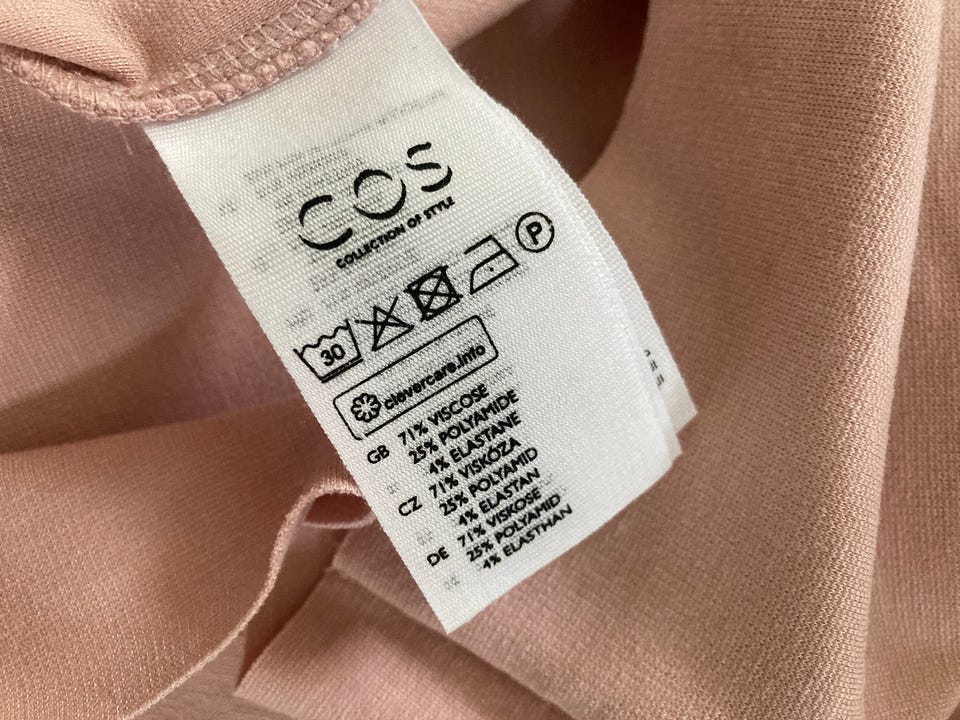 COS
COLLECTION OF STYLE
30
P
clevercare.info
GB 71% VISCOSE
25% POLYAMIDE
4% ELASTANE
CZ 71% VISKÓZA
25% POLYAMID
4% ELASTAN
DE 71% VISKOSE
25% POLYAMID
4% ELASTHAN